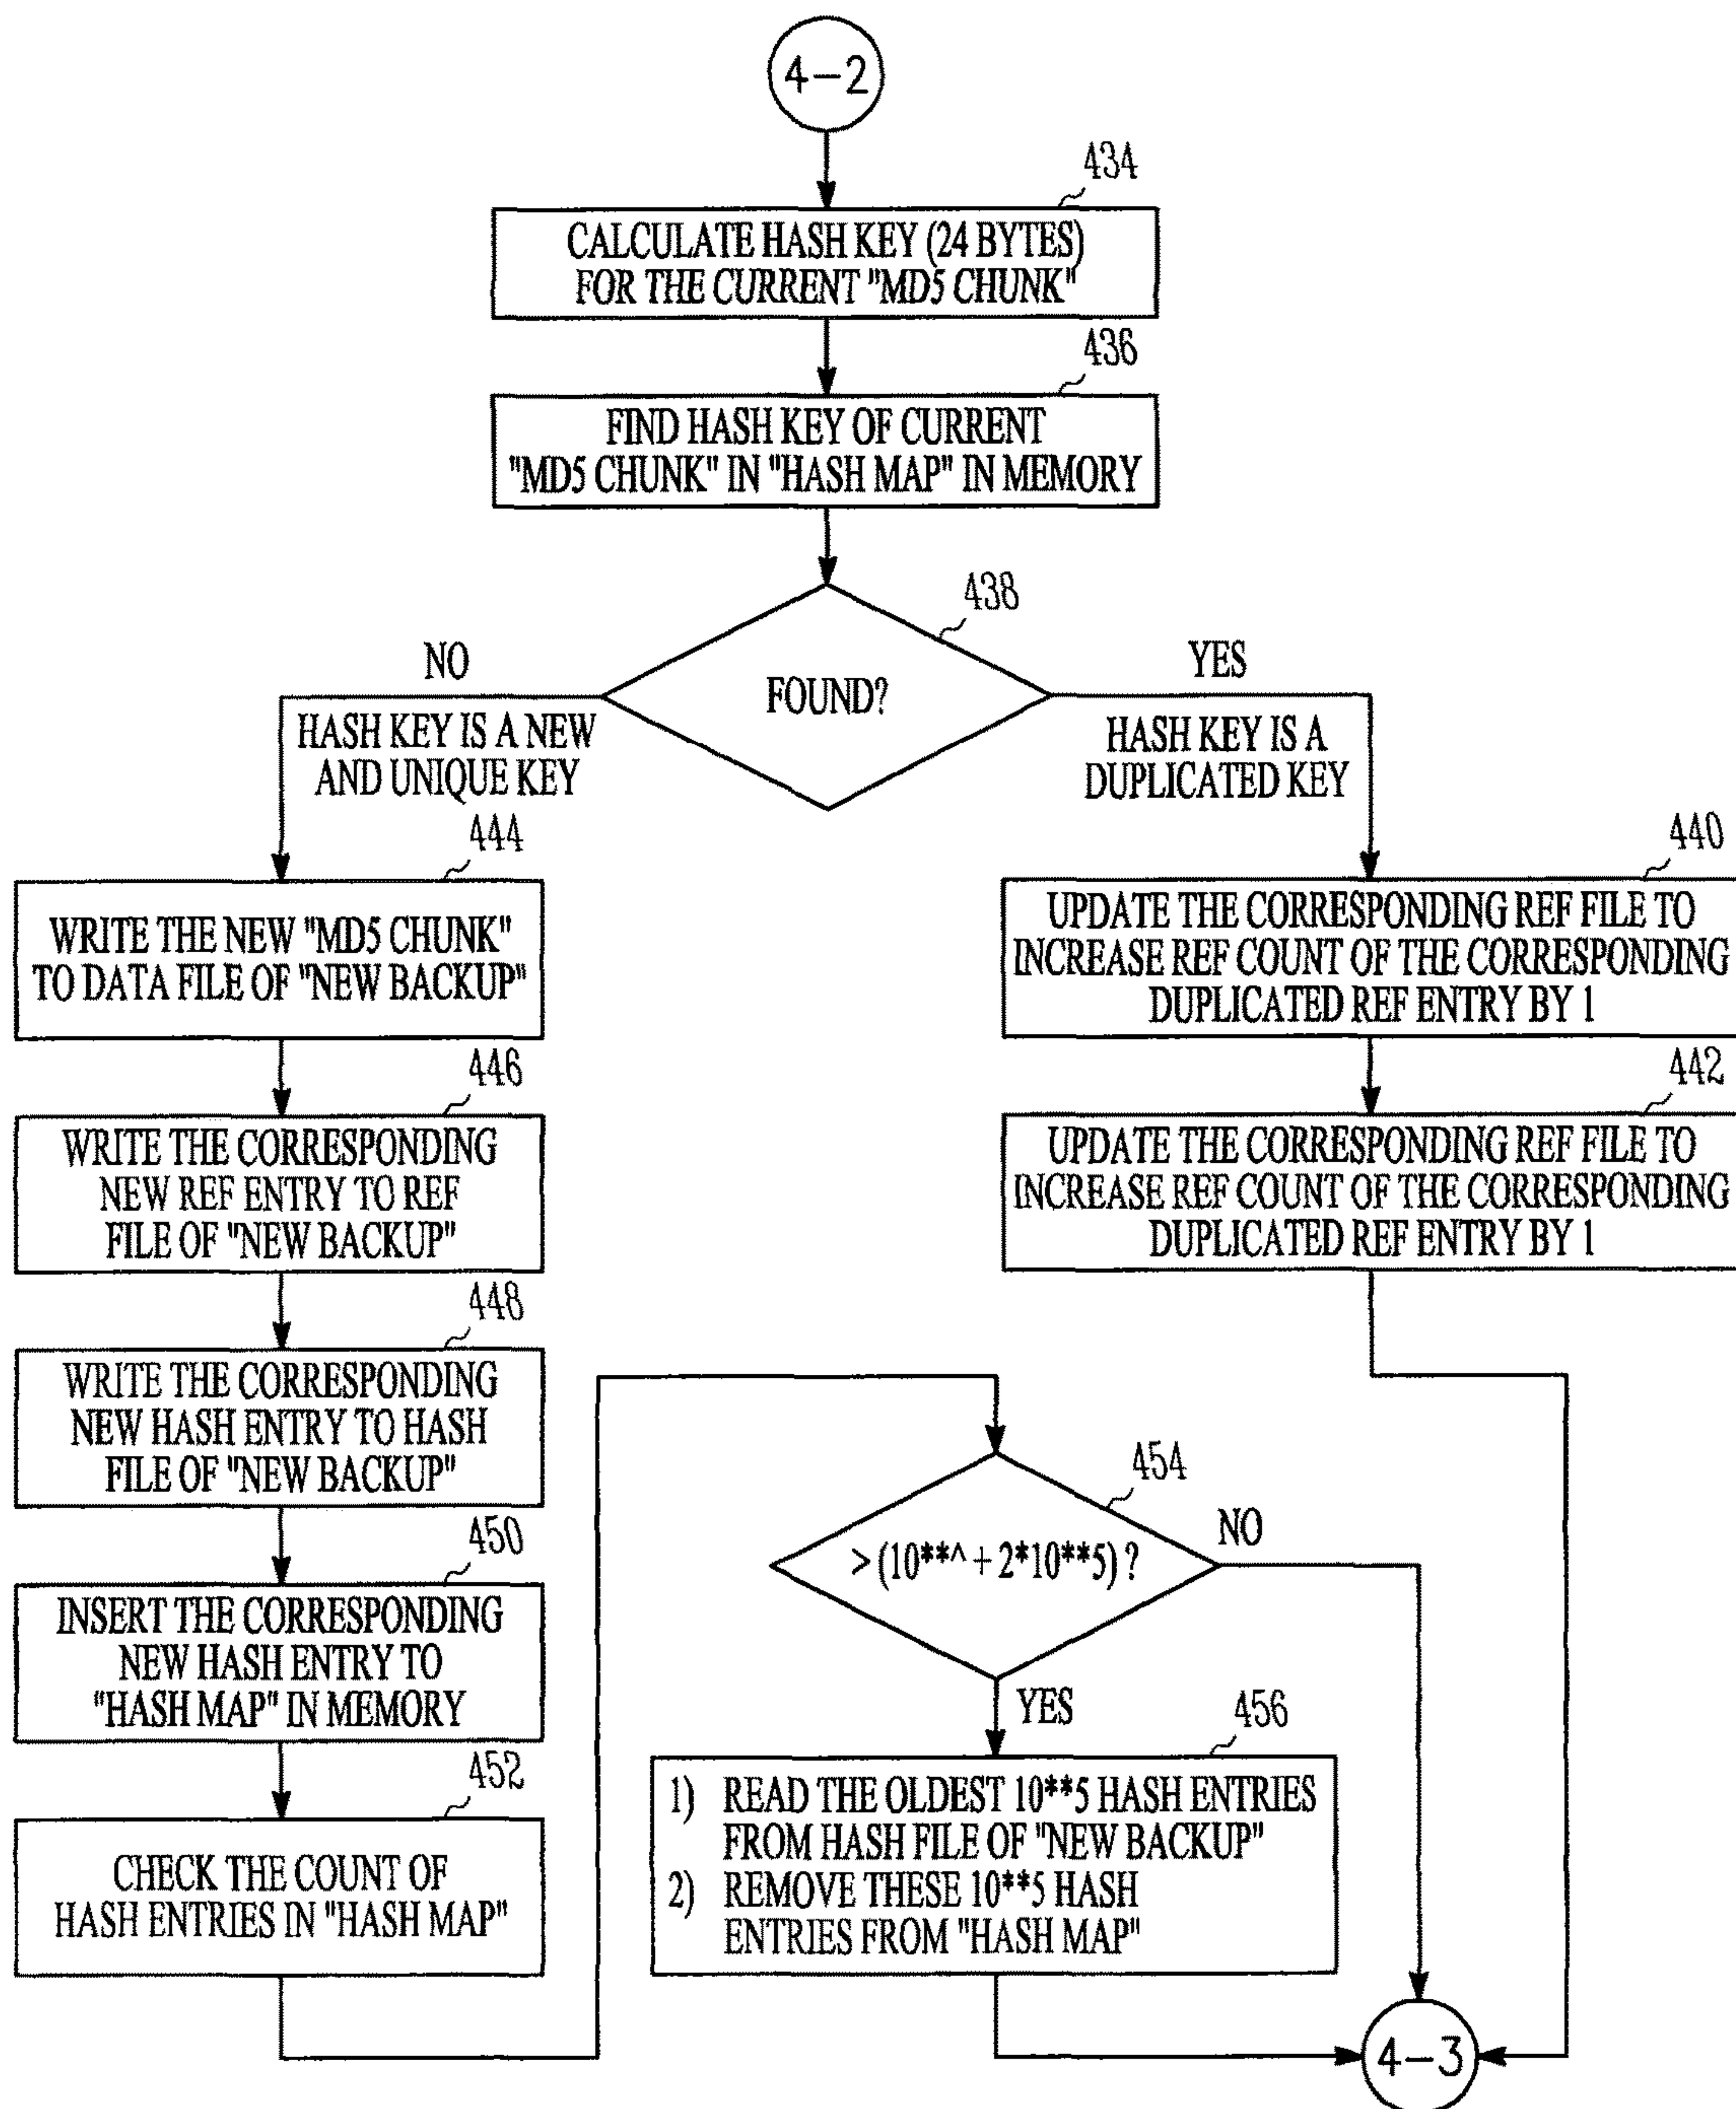 4-2
434
CALCULATE HASH KEY (24 BYTES)
FOR THE CURRENT "MD5 CHUNK"
436
FIND HASH KEY OF CURRENT
"MD5 CHUNK" IN "HASH MAP" IN MEMORY
438
FOUND?
NO
HASH KEY IS A NEW
AND UNIQUE KEY
YES
HASH KEY IS A
DUPLICATED KEY
444
WRITE THE NEW "MD5 CHUNK"
TO DATA FILE OF "NEW BACKUP"
446
WRITE THE CORRESPONDING
NEW REF ENTRY TO REF
FILE OF "NEW BACKUP"
448
WRITE THE CORRESPONDING
NEW HASH ENTRY TO HASH
FILE OF "NEW BACKUP"
450
INSERT THE CORRESPONDING
NEW HASH ENTRY TO
"HASH MAP" IN MEMORY
452
CHECK THE COUNT OF
HASH ENTRIES IN "HASH MAP"
440
UPDATE THE CORRESPONDING REF FILE TO
INCREASE REF COUNT OF THE CORRESPONDING
DUPLICATED REF ENTRY BY 1
442
UPDATE THE CORRESPONDING REF FILE TO
INCREASE REF COUNT OF THE CORRESPONDING
DUPLICATED REF ENTRY BY 1
454
> (10**^ + 2*10**5) ?
NO
YES
456
1) READ THE OLDEST 10**5 HASH ENTRIES
FROM HASH FILE OF "NEW BACKUP"
2) REMOVE THESE 10**5 HASH
ENTRIES FROM "HASH MAP"
4-3